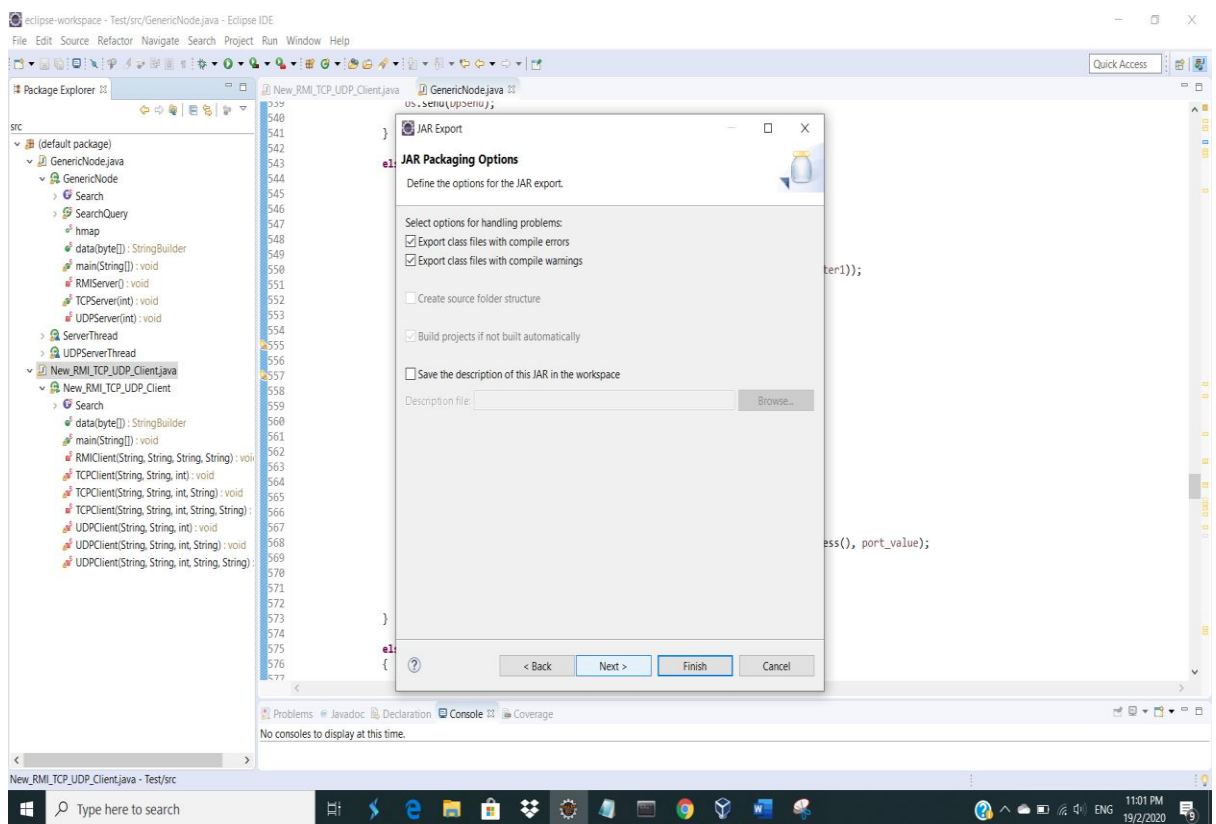 eclipse-workspace - Test/src/GenericNode.java - Eclipse IDE
File Edit Source Refactor Navigate Search Project Run Window Help
Quick Access
Package Explorer
New_RMI_TCP_UDP_Client.java GenericNode.java
src
(default package)
GenericNode.java
GenericNode
Search
SearchQuery
hmap
data(byte[]) : StringBuilder
main(String[]) : void
RMIServer() : void
TCPServer(int) : void
UDPServer(int) : void
ServerThread
UDPServerThread
New_RMI_TCP_UDP_Client.java
New_RMI_TCP_UDP_Client
Search
data(byte[]) : StringBuilder
main(String[]) : void
RMIClient(String, String, String, String) : voi
TCPClient(String, String, int) : void
TCPClient(String, String, int, String) : void
TCPClient(String, String, int, String, String) :
UDPClient(String, String, int) : void
UDPClient(String, String, int, String) : void
UDPClient(String, String, int, String, String) :
539 us.send(DpSend);
540
541 }
542
543 els
544
545
546
547
548
549
550 ter1));
551
552
553
554
555
556
557
558
559
560
561
562
563
564
565
566
567
568 ess(), port_value);
569
570
571
572
573 }
574
575 els
576 {
577
JAR Export
JAR Packaging Options
Define the options for the JAR export.
Select options for handling problems:
Export class files with compile errors
Export class files with compile warnings
Create source folder structure
Build projects if not built automatically
Save the description of this JAR in the workspace
Description file: Browse...
< Back Next > Finish Cancel
Problems Javadoc Declaration Console Coverage
No consoles to display at this time.
New_RMI_TCP_UDP_Client.java - Test/src
Type here to search
ENG
11:01 PM
19/2/2020